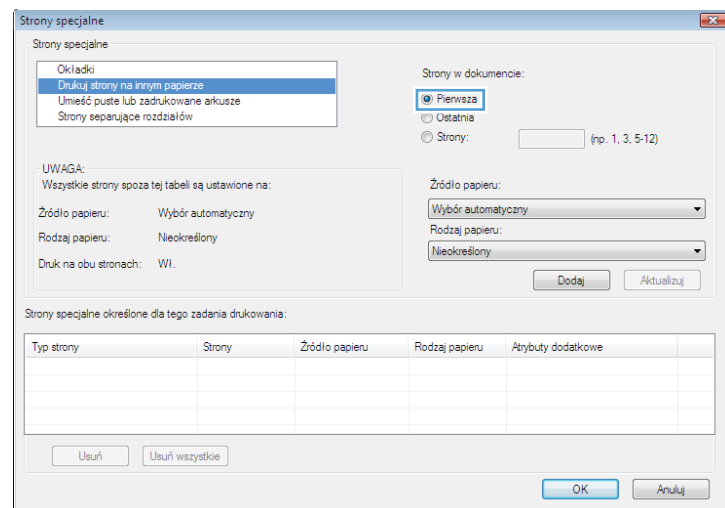 Strony specjalne
Strony specjalne
Okładki
Drukuj strony na innym papierze
Umieść puste lub zadrukowane arkusze
Strony separujące rozdziałów
Strony w dokumencie:
Pierwsza
Ostatnia
Strony: (np. 1, 3, 5-12)
UWAGA:
Wszystkie strony spoza tej tabeli są ustawione na:
Źródło papieru: Wybór automatyczny
Rodzaj papieru: Nieokreślony
Druk na obu stronach: Wł.
Źródło papieru:
Wybór automatyczny
Rodzaj papieru:
Nieokreślony
Dodaj Aktualizuj
Strony specjalne określone dla tego zadania drukowania:
Typ strony Strony Źródło papieru Rodzaj papieru Atrybuty dodatkowe
Usuń Usuń wszystkie
OK Anuluj